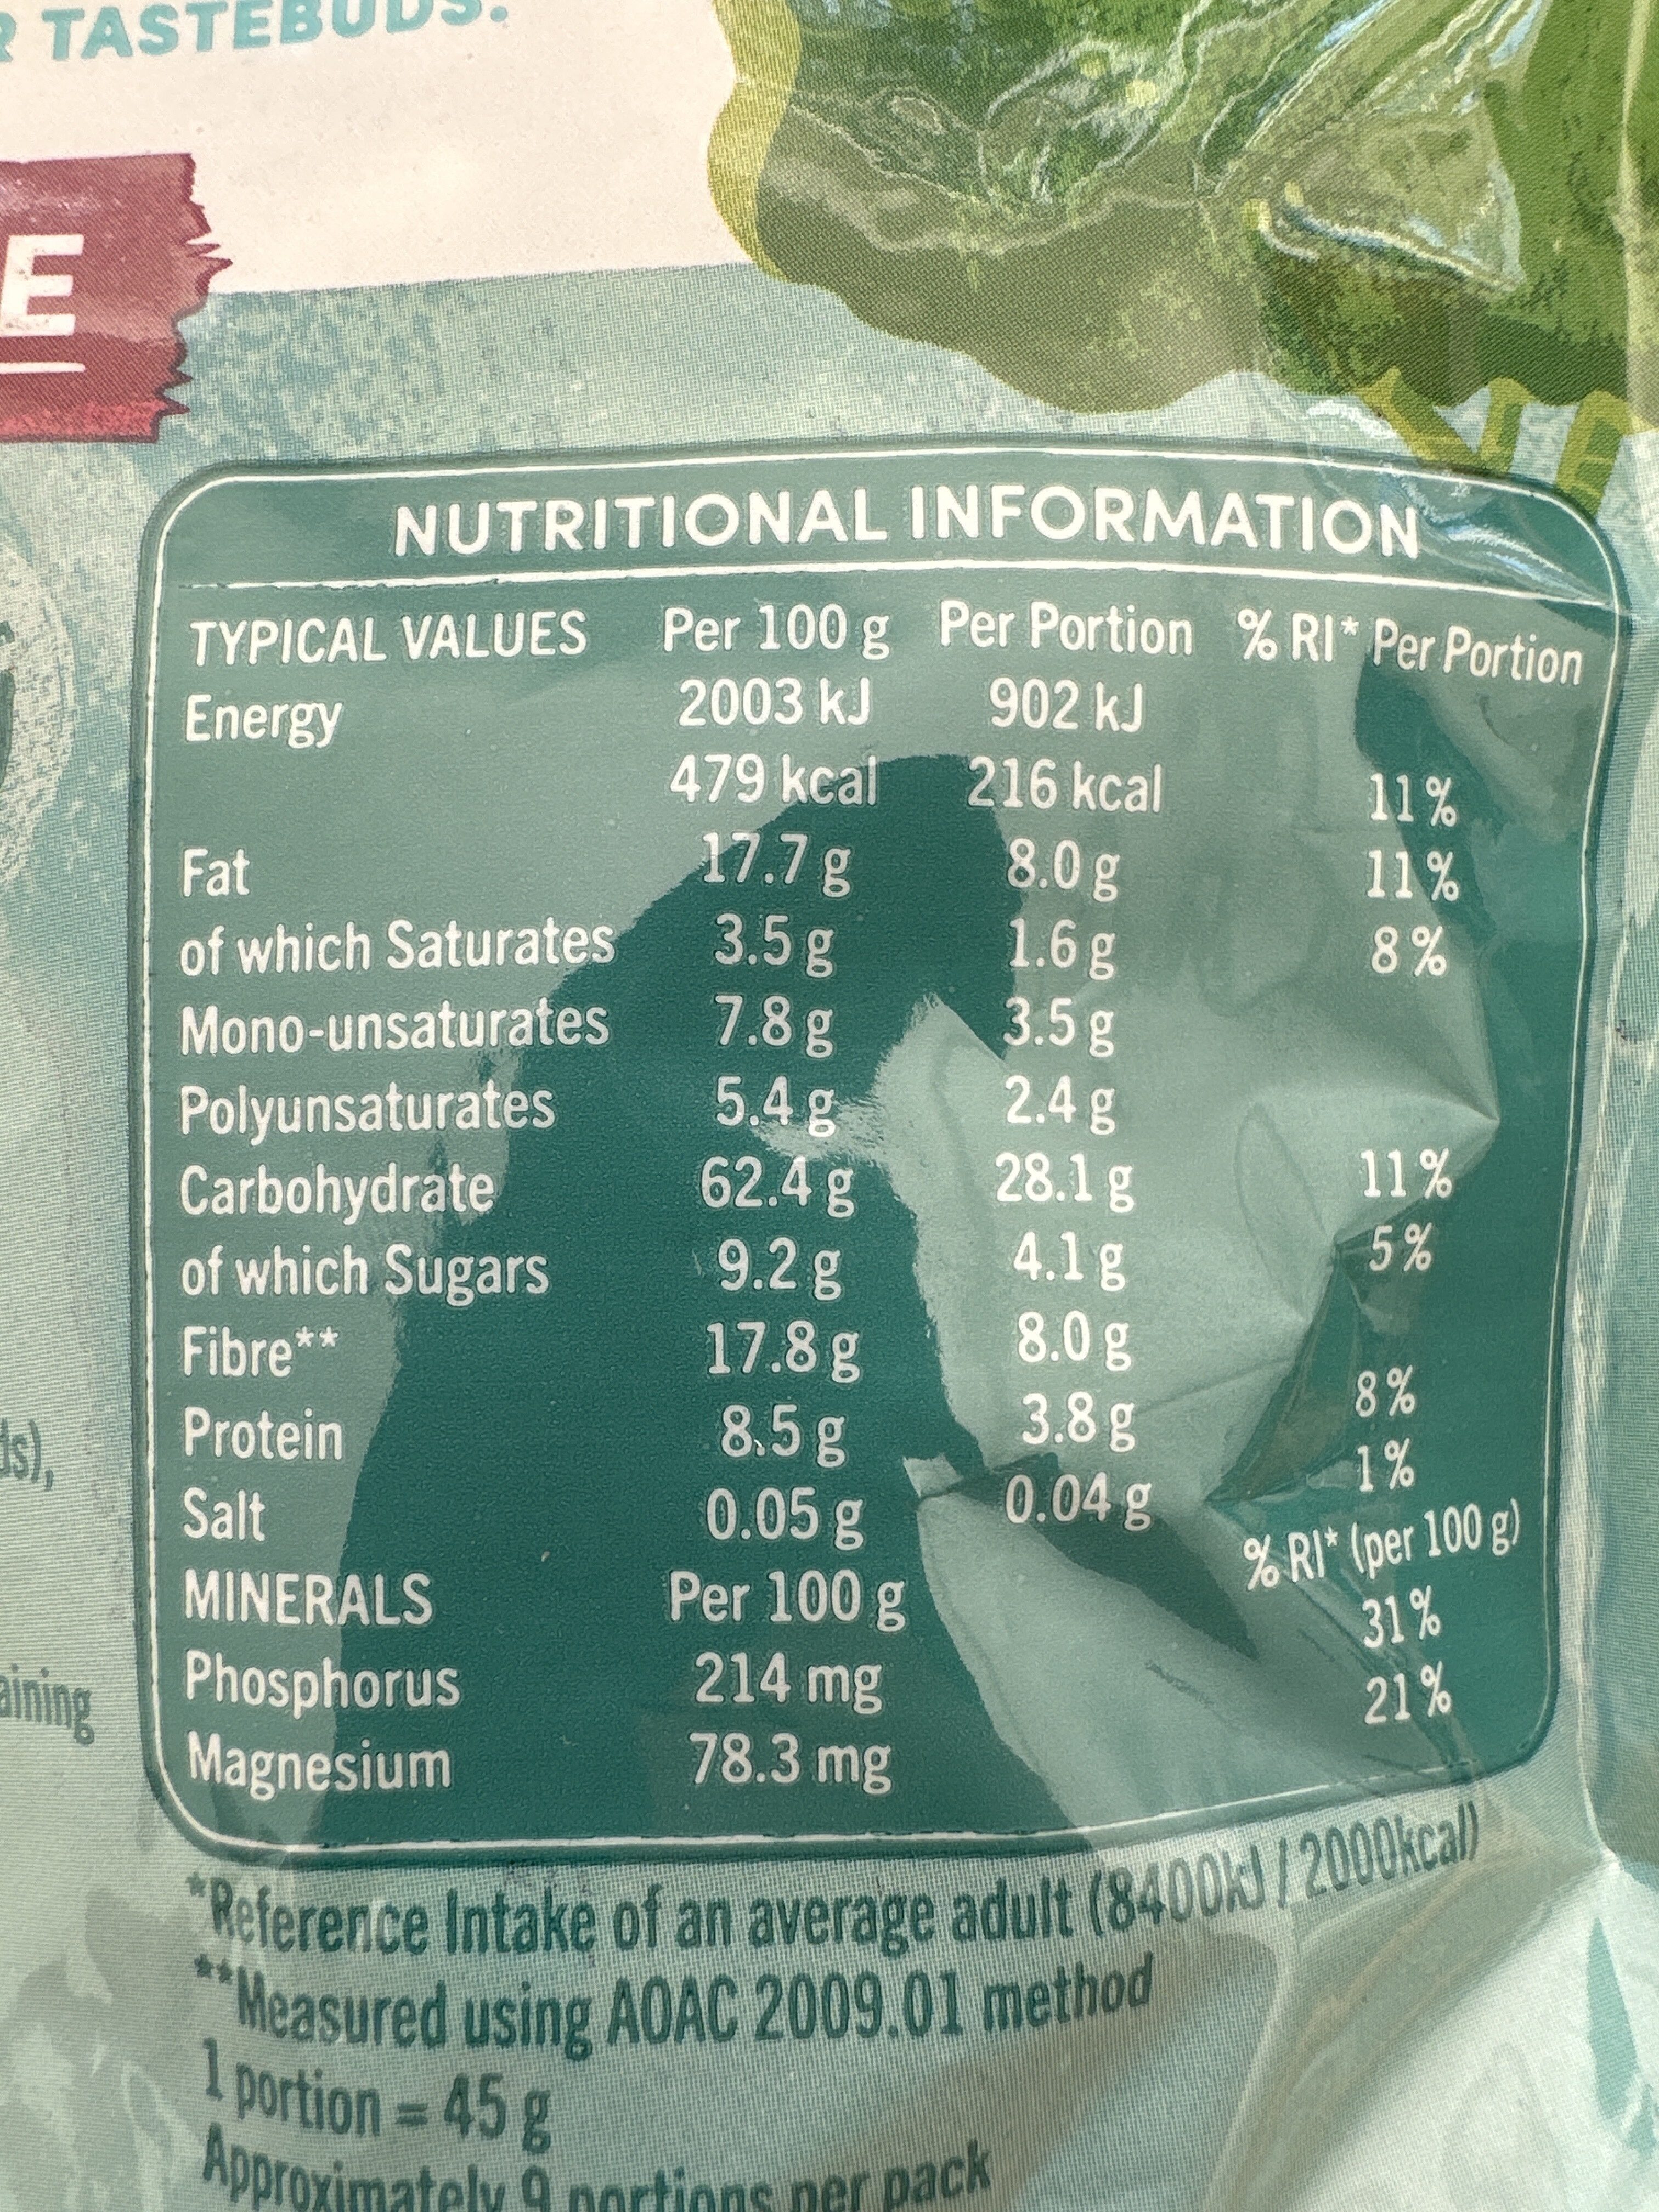 R TASTEBUDS.
E
NUTRITIONAL INFORMATION
TYPICAL VALUES Per 100 g Per Portion % RI* Per Portion
Energy 2003 kJ 902 kJ
479 kcal 216 kcal 11%
Fat 17.7 g 8.0 g 11%
of which Saturates 3.5 g 1.6 g 8%
Mono-unsaturates 7.8 g 3.5 g
Polyunsaturates 5.4 g 2.4 g
Carbohydrate 62.4 g 28.1 g 11%
of which Sugars 9.2 g 4.1 g 5%
Fibre** 17.8 g 8.0 g
Protein 8.5 g 3.8 g 8%
Salt 0.05 g 0.04 g 1%
MINERALS Per 100 g % RI* (per 100 g)
Phosphorus 214 mg 31%
Magnesium 78.3 mg 21%
*Reference Intake of an average adult (8400kJ / 2000kcal)
**Measured using AOAC 2009.01 method
1 portion = 45 g
Approximately 9 portions per pack
ds),
aining